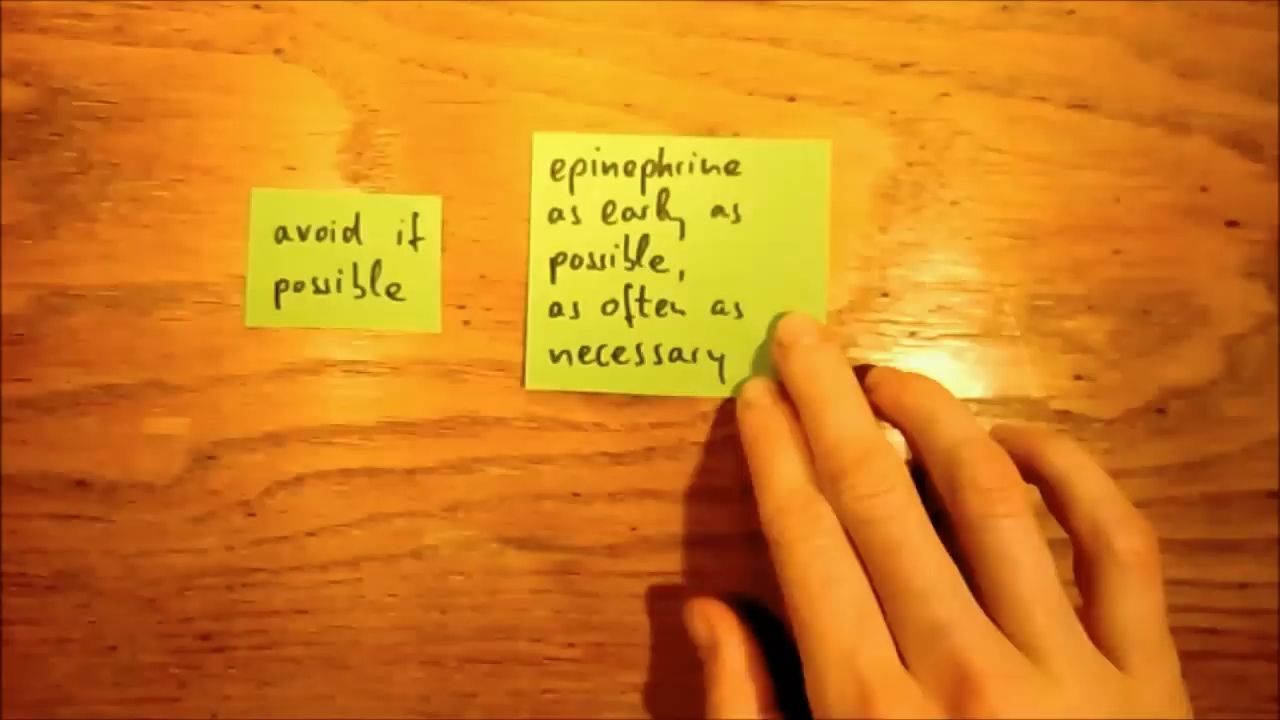 avoid if
possible
epinephrine
as early as
possible,
as often as
necessary